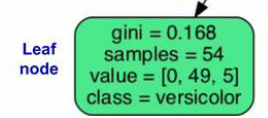 Leaf
node
gini = 0.168
samples = 54
value = [0, 49, 5]
class = versicolor